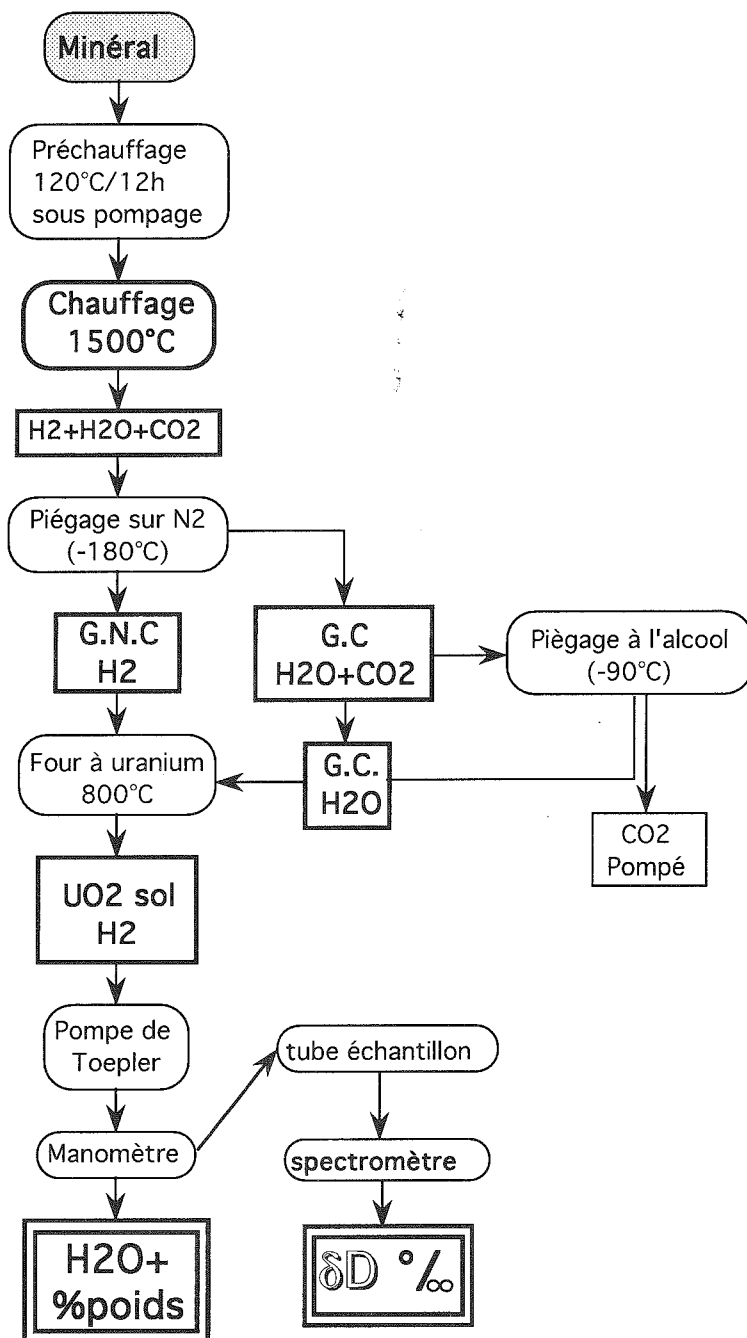 Minéral
Préchauffage
120°C/12h
sous pompage
Chauffage
1500°C
H2+H2O+CO2
Piégage sur N2
(-180°C)
G.N.C
H2
G.C
H2O+CO2
Piègage à l'alcool
(-90°C)
Four à uranium
800°C
G.C.
H2O
CO2
Pompé
UO2 sol
H2
Pompe de
Toepler
tube échantillon
Manomètre
spectromètre
H2O+
%poids
δD °‰